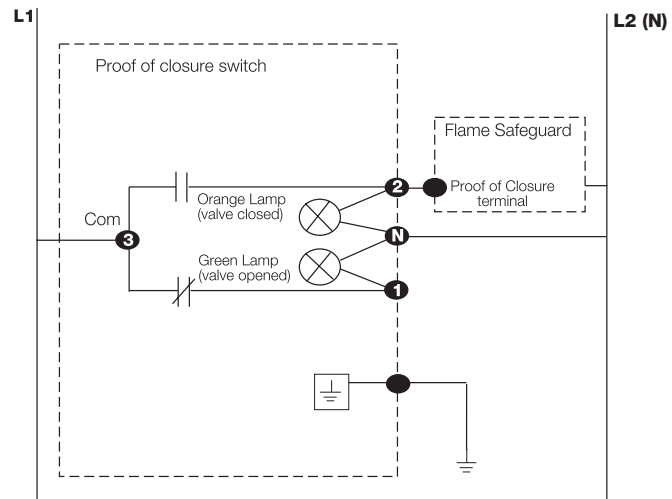 L1
L2 (N)
Proof of closure switch
Flame Safeguard
2
Proof of Closure
terminal
Orange Lamp
(valve closed)
Com
3
N
Green Lamp
(valve opened)
1